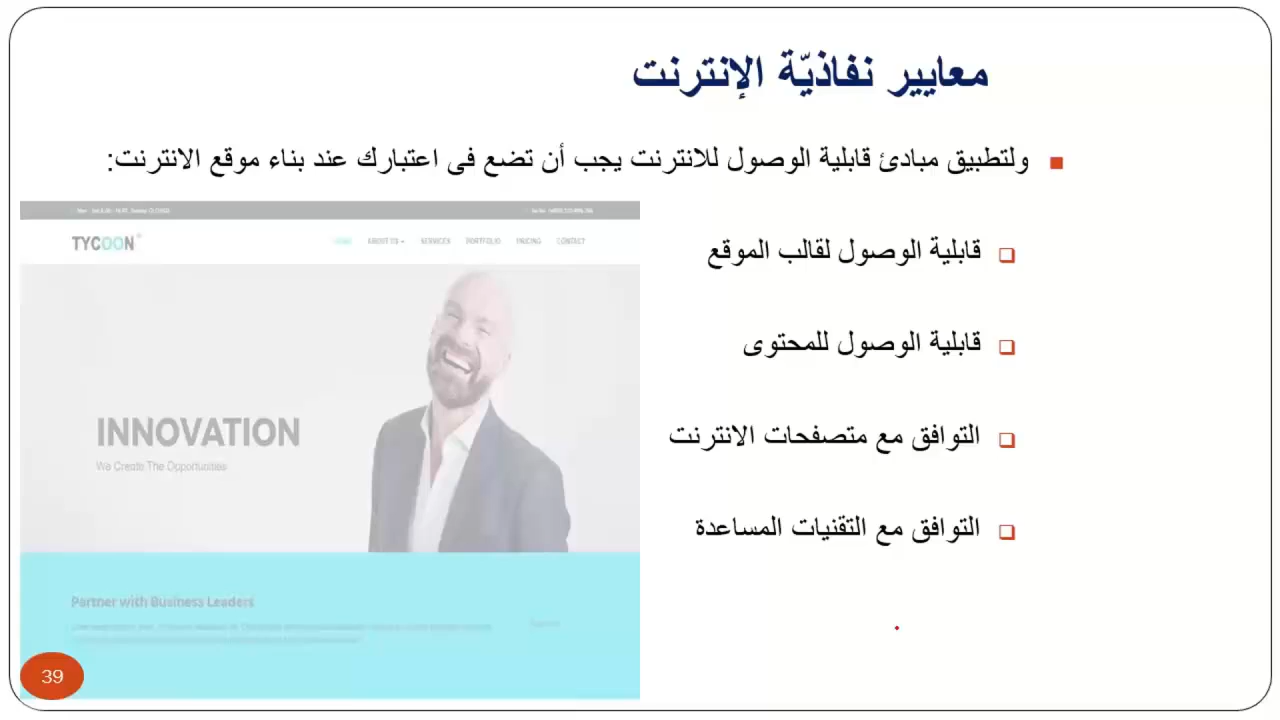 معايير نفاذيّة الإنترنت
ولتطبيق مبادئ قابلية الوصول للانترنت يجب أن تضع فى اعتبارك عند بناء موقع الانترنت:
قابلية الوصول لقالب الموقع
قابلية الوصول للمحتوى
التوافق مع متصفحات الانترنت
التوافق مع التقنيات المساعدة
TYCOON
HOME ABOUT US SERVICES PORTFOLIO PRICING CONTACT
INNOVATION
We Create The Opportunities
Partner with Business Leaders
39